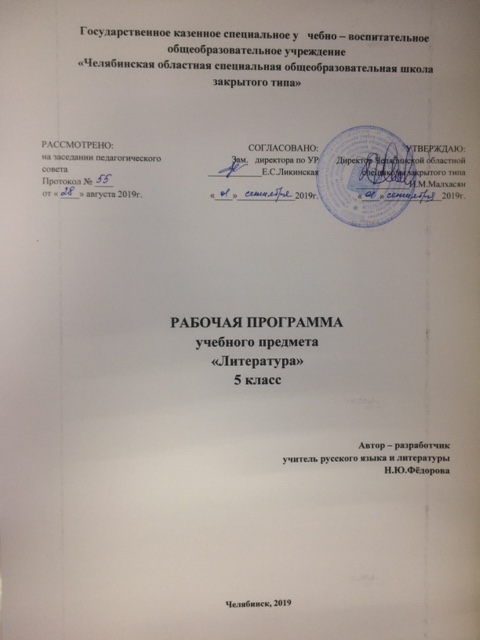 Государственное казенное специальное у чебно – воспитательное
общеобразовательное учреждение
«Челябинская областная специальная общеобразовательная школа
закрытого типа»
РАССМОТРЕНО:
на заседании педагогического
совета
Протокол № 55
от «28» августа 2019г.
СОГЛАСОВАНО:
Зам. директора по УР
Е.С.Ликинская
«01» сентября 2019г.
УТВЕРЖДАЮ:
Директор Челябинской областной
закрытого типа
И.М.Малхасян
«01» сентября 2019г.
РАБОЧАЯ ПРОГРАММА
учебного предмета
«Литература»
5 класс
Автор – разработчик
учитель русского языка и литературы
Н.Ю.Фёдорова
Челябинск, 2019